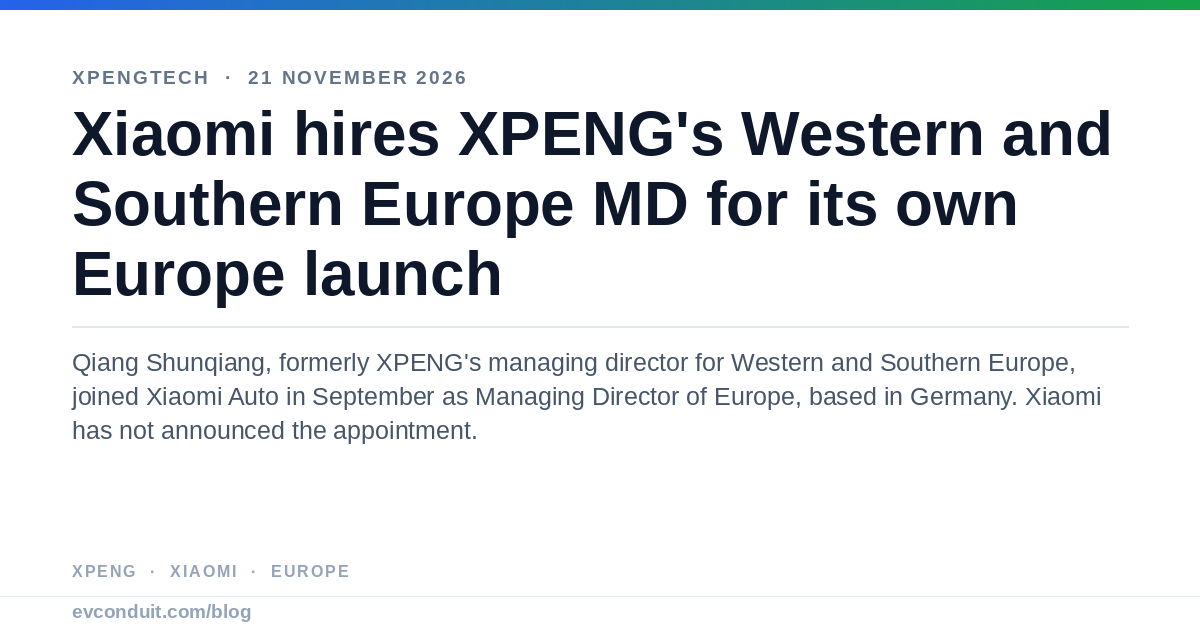 XPENGTECH · 21 NOVEMBER 2026
Xiaomi hires XPENG's Western and
Southern Europe MD for its own
Europe launch
Qiang Shunqiang, formerly XPENG's managing director for Western and Southern Europe,
joined Xiaomi Auto in September as Managing Director of Europe, based in Germany. Xiaomi
has not announced the appointment.
XPENG · XIAOMI · EUROPE
evconduit.com/blog